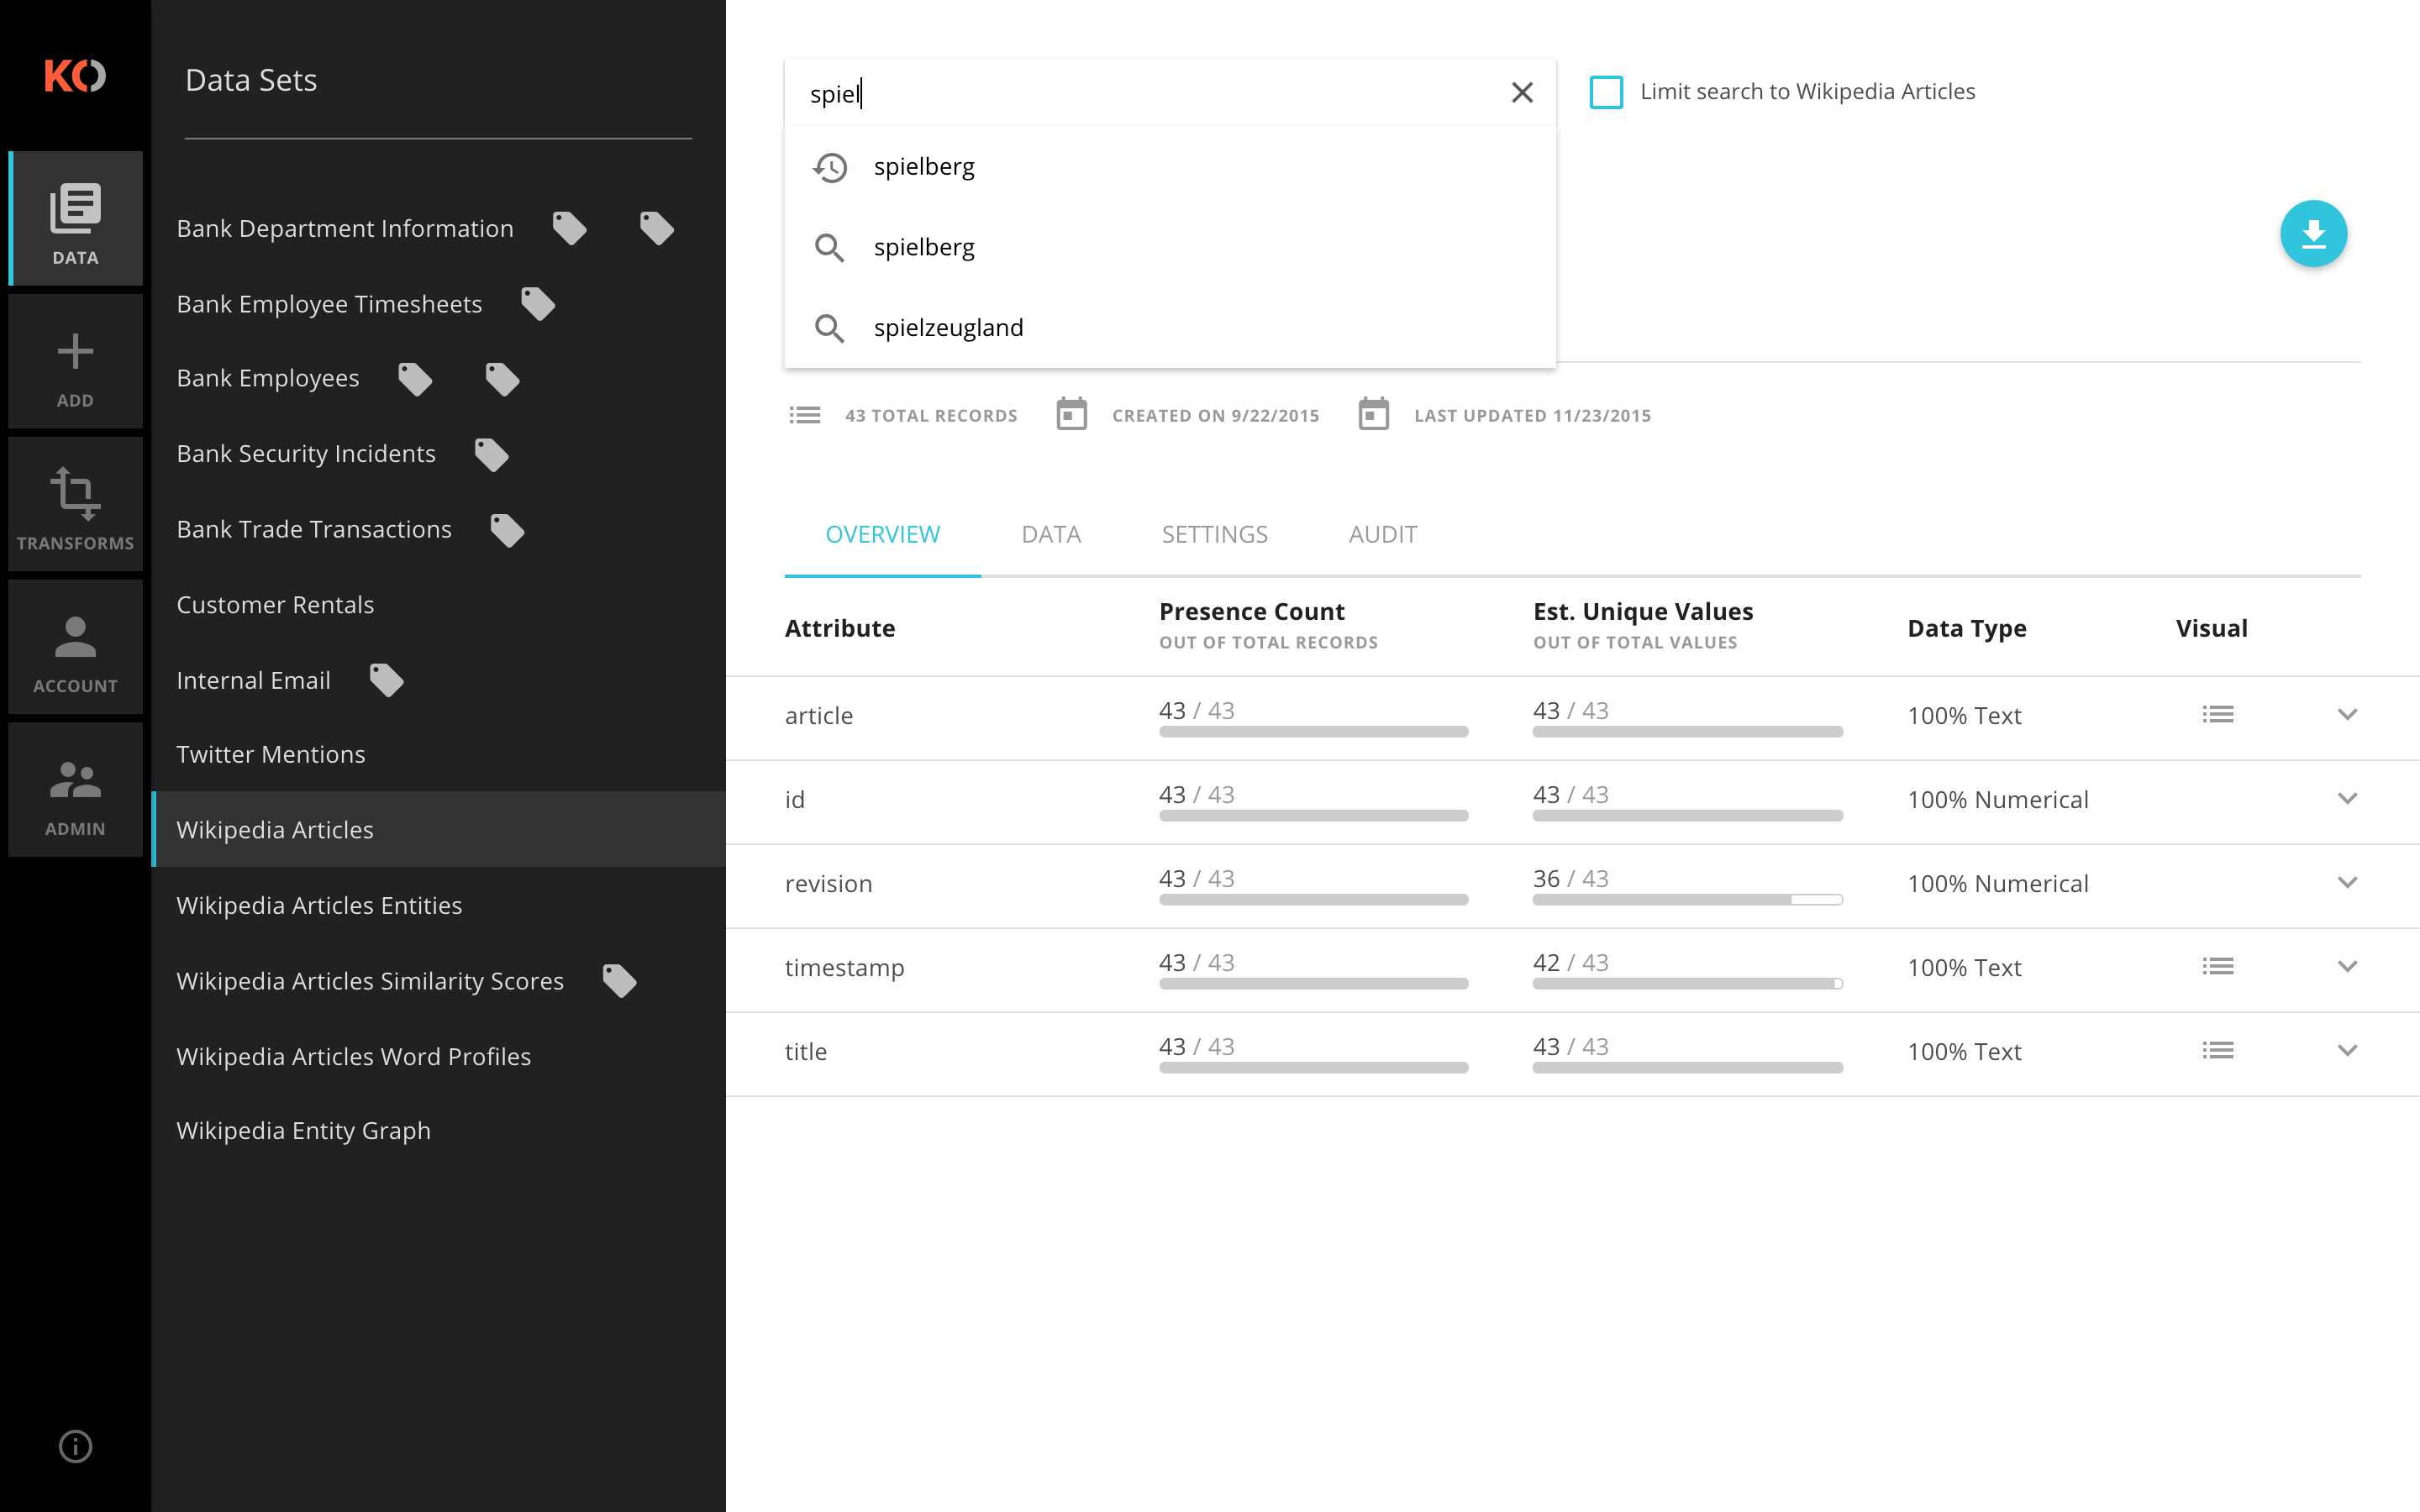 KO
DATA
ADD
TRANSFORMS
ACCOUNT
ADMIN
Data Sets
Bank Department Information
Bank Employee Timesheets
Bank Employees
Bank Security Incidents
Bank Trade Transactions
Customer Rentals
Internal Email
Twitter Mentions
Wikipedia Articles
Wikipedia Articles Entities
Wikipedia Articles Similarity Scores
Wikipedia Articles Word Profiles
Wikipedia Entity Graph
spiel
Limit search to Wikipedia Articles
spielberg
spielberg
spielzeugland
43 TOTAL RECORDS CREATED ON 9/22/2015 LAST UPDATED 11/23/2015
OVERVIEW DATA SETTINGS AUDIT
Attribute Presence Count Est. Unique Values Data Type Visual
OUT OF TOTAL RECORDS OUT OF TOTAL VALUES
article 43 / 43 43 / 43 100% Text
id 43 / 43 43 / 43 100% Numerical
revision 43 / 43 36 / 43 100% Numerical
timestamp 43 / 43 42 / 43 100% Text
title 43 / 43 43 / 43 100% Text